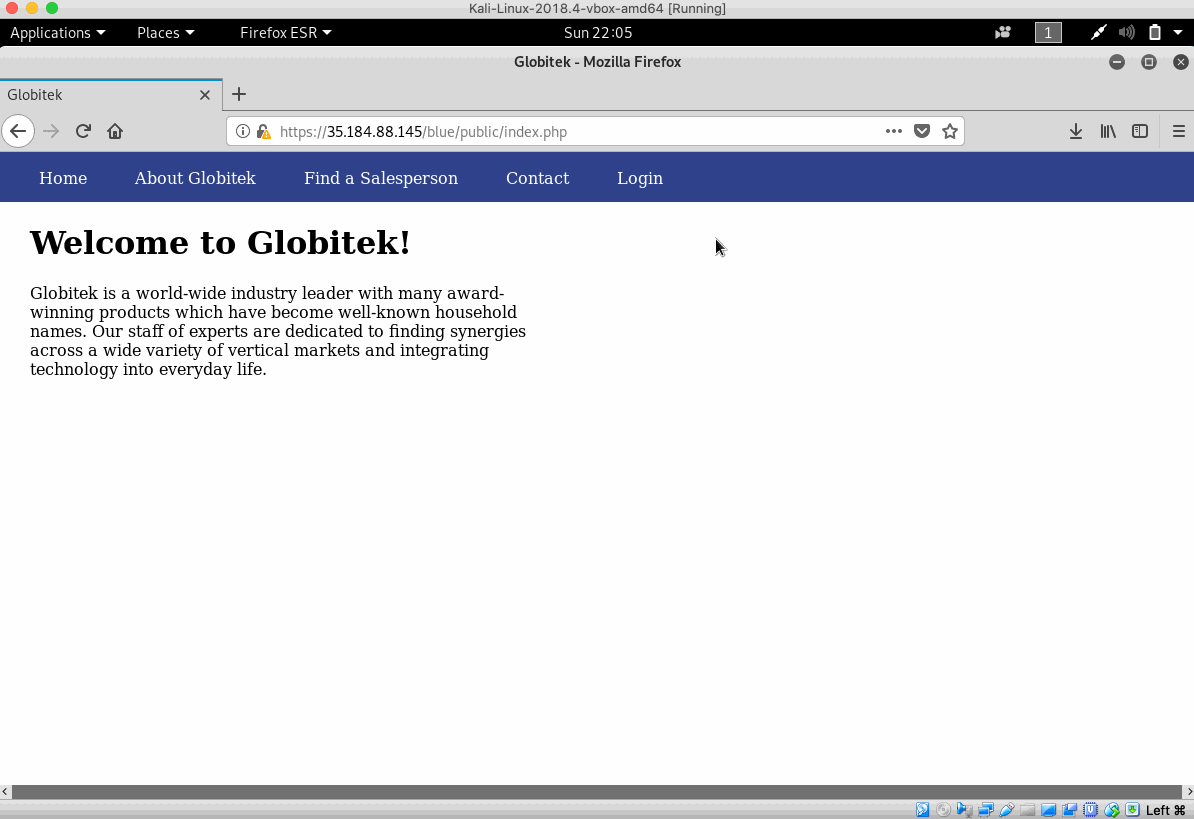 Kali-Linux-2018.4-vbox-amd64 [Running]
Applications Places Firefox ESR Sun 22:05 1
Globitek - Mozilla Firefox
Globitek
https://35.184.88.145/blue/public/index.php
Home About Globitek Find a Salesperson Contact Login
Welcome to Globitek!
Globitek is a world-wide industry leader with many award-
winning products which have become well-known household
names. Our staff of experts are dedicated to finding synergies
across a wide variety of vertical markets and integrating
technology into everyday life.
Left ⌘